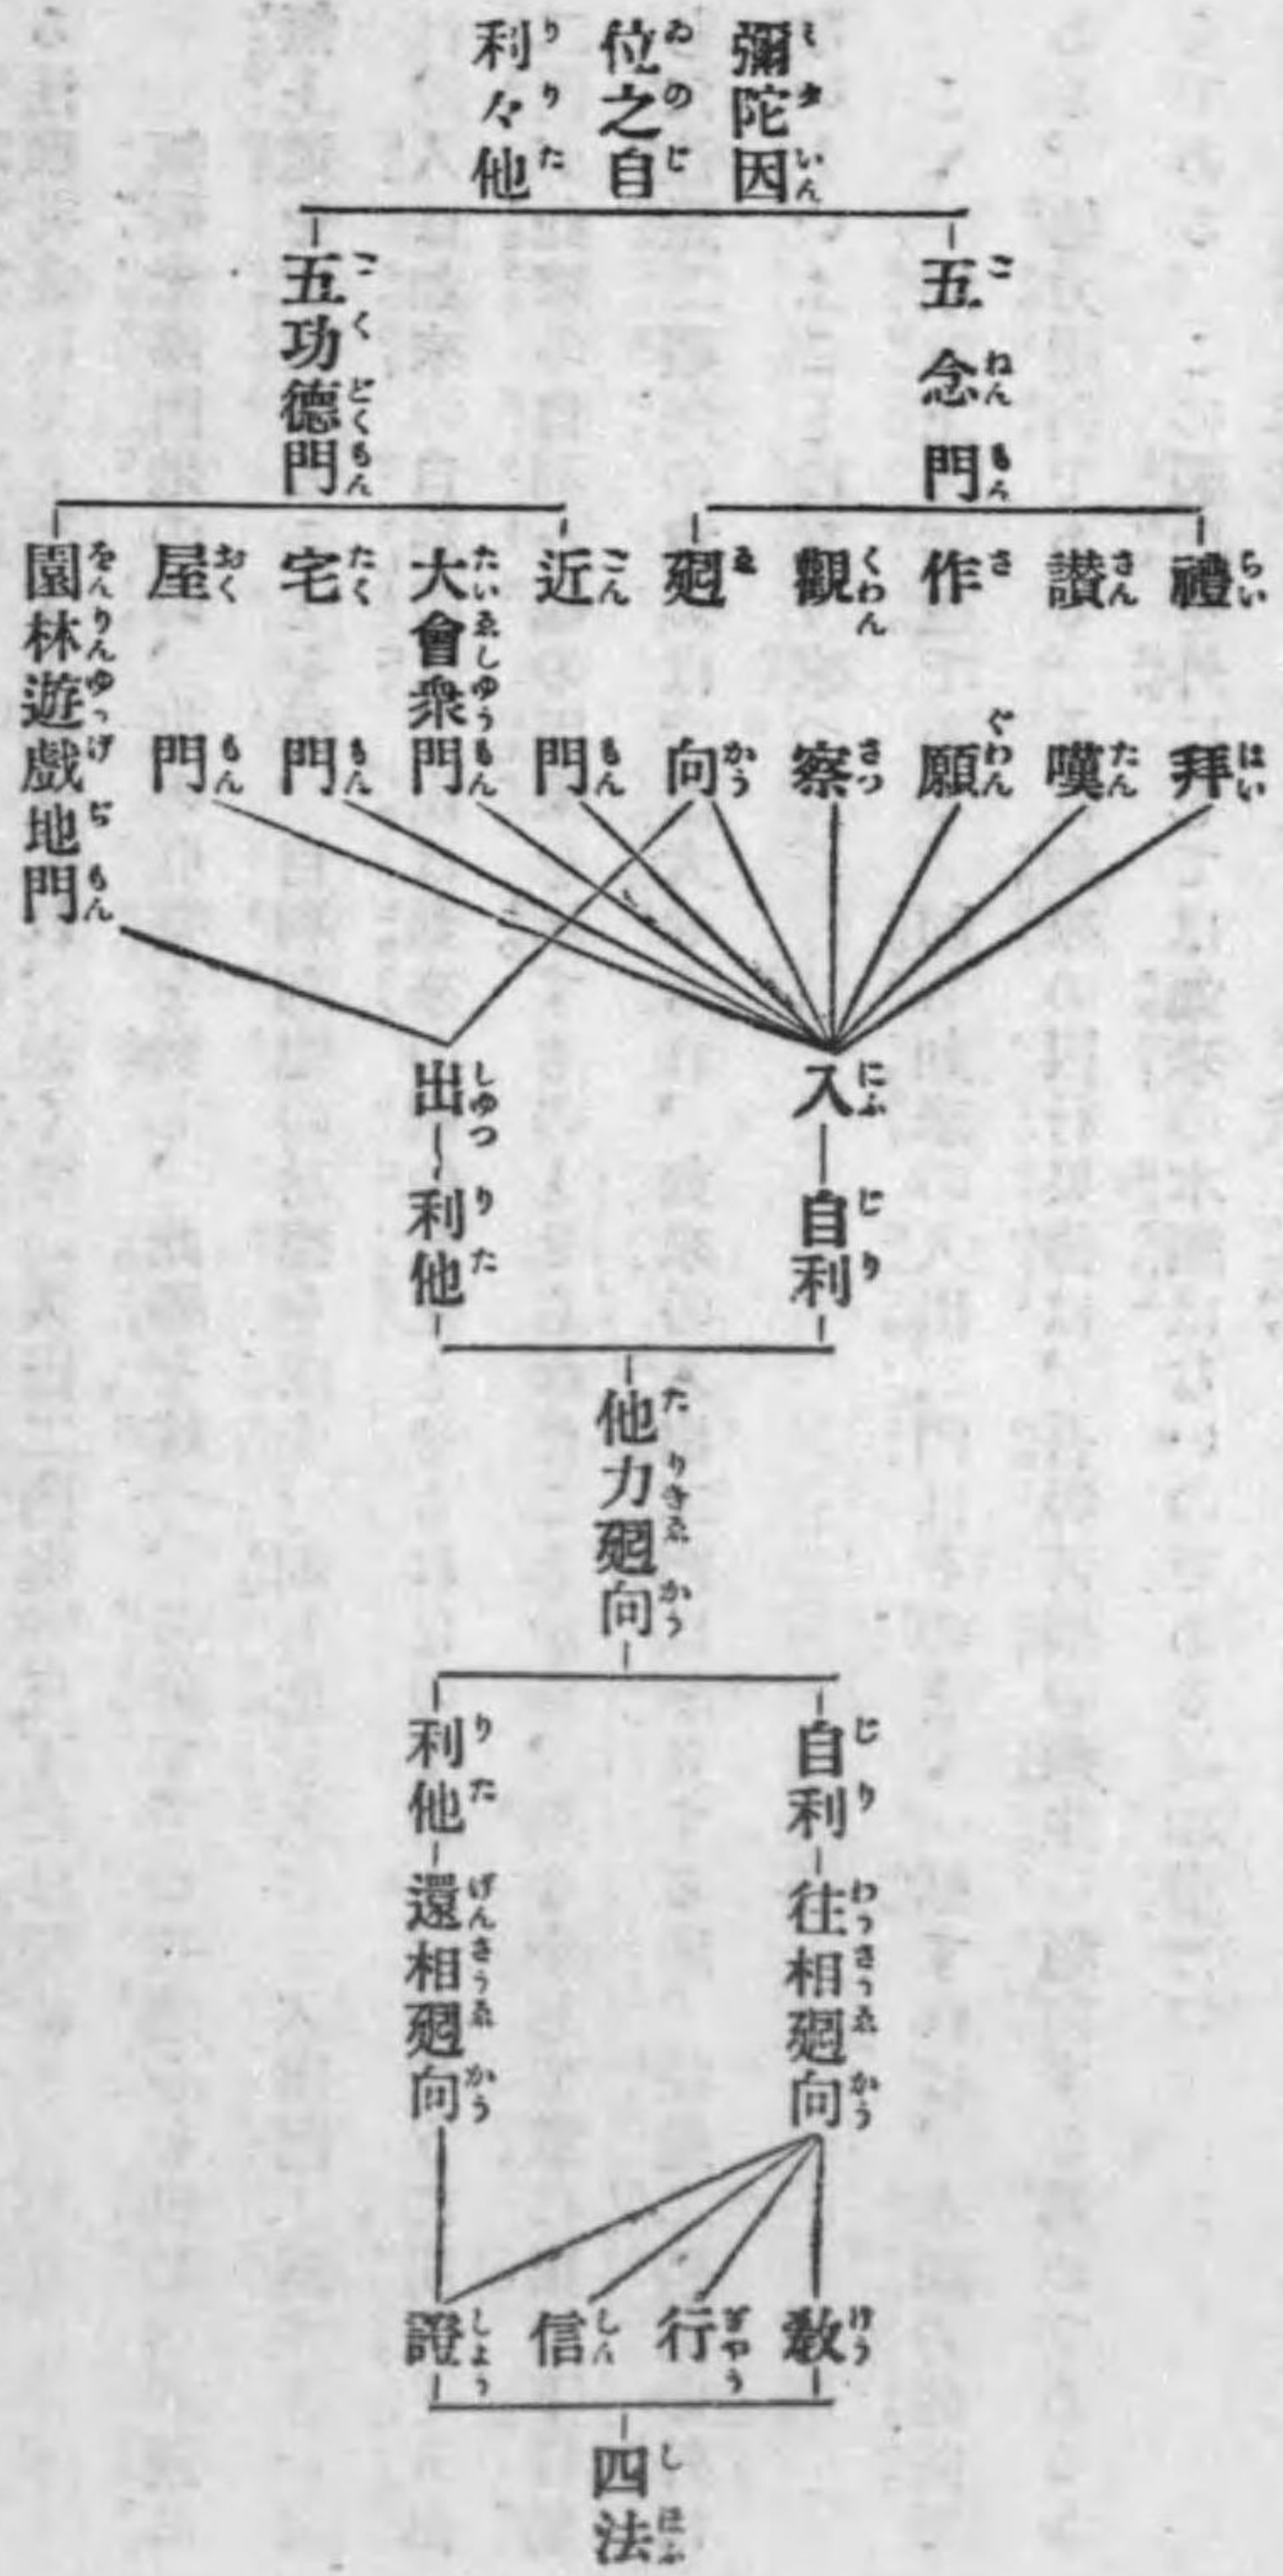 彌陀因
位之自
利々他
五念門
五功德門
禮拜
讃嘆
作願
觀察
廻向
近門
大會衆門
宅門
屋門
園林遊戲地門
入
自利
出
利他
他力廻向
自利
往相廻向
利他
還相廻向
教
行
信
證
四法